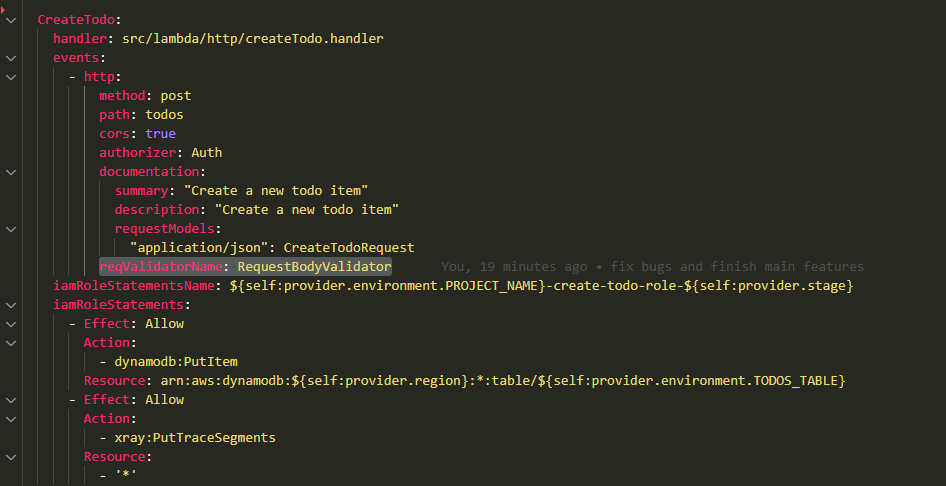 CreateTodo:
handler: src/lambda/http/createTodo.handler
events:
- http:
method: post
path: todos
cors: true
authorizer: Auth
documentation:
summary: "Create a new todo item"
description: "Create a new todo item"
requestModels:
"application/json": CreateTodoRequest
reqValidatorName: RequestBodyValidator You, 19 minutes ago • fix bugs and finish main features
iamRoleStatementsName: ${self:provider.environment.PROJECT_NAME}-create-todo-role-${self:provider.stage}
iamRoleStatements:
- Effect: Allow
Action:
- dynamodb:PutItem
Resource: arn:aws:dynamodb:${self:provider.region}:*:table/${self:provider.environment.TODOS_TABLE}
- Effect: Allow
Action:
- xray:PutTraceSegments
Resource:
- '*'